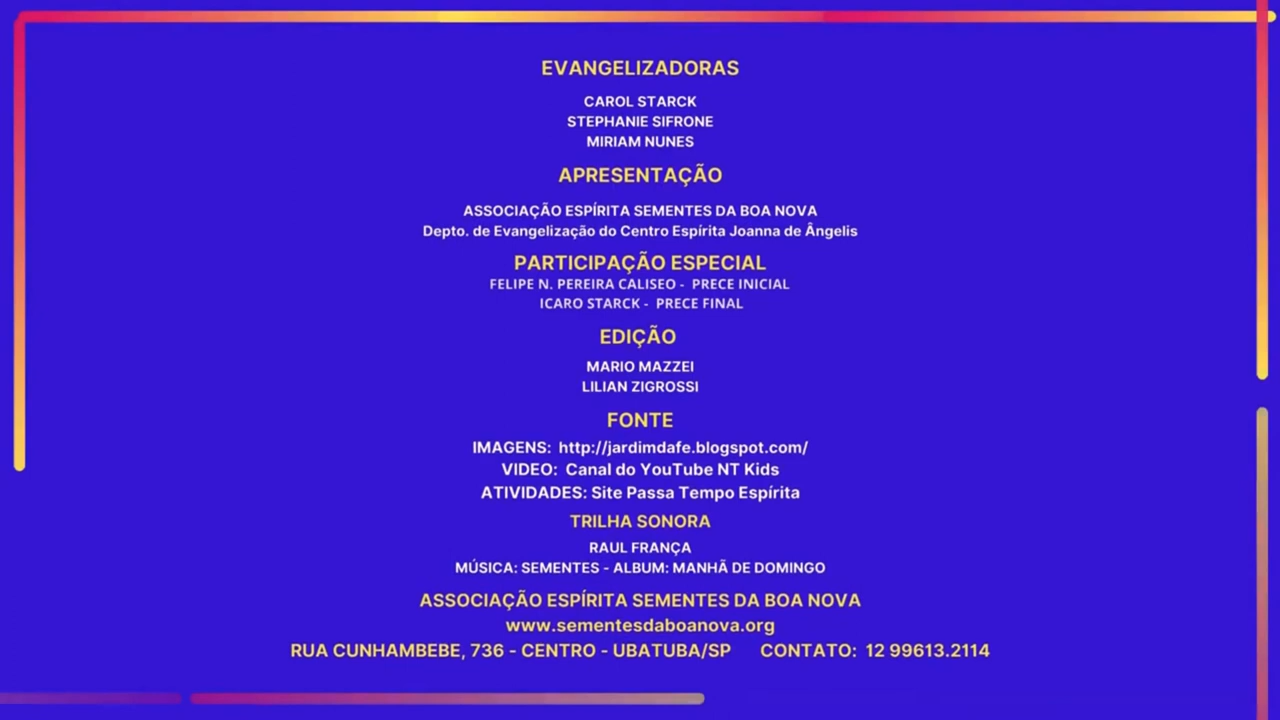 EVANGELIZADORAS
CAROL STARCK
STEPHANIE SIFRONE
MIRIAM NUNES
APRESENTAÇÃO
ASSOCIAÇÃO ESPÍRITA SEMENTES DA BOA NOVA
Depto. de Evangelização do Centro Espírita Joanna de Ângelis
PARTICIPAÇÃO ESPECIAL
FELIPE N. PEREIRA CALISEO - PRECE INICIAL
ICARO STARCK - PRECE FINAL
EDIÇÃO
MARIO MAZZEI
LILIAN ZIGROSSI
FONTE
IMAGENS: http://jardimdafe.blogspot.com/
VIDEO: Canal do YouTube NT Kids
ATIVIDADES: Site Passa Tempo Espírita
TRILHA SONORA
RAUL FRANÇA
MÚSICA: SEMENTES - ALBUM: MANHÃ DE DOMINGO
ASSOCIAÇÃO ESPÍRITA SEMENTES DA BOA NOVA
www.sementesdaboanova.org
RUA CUNHAMBEBE, 736 - CENTRO - UBATUBA/SP CONTATO: 12 99613.2114